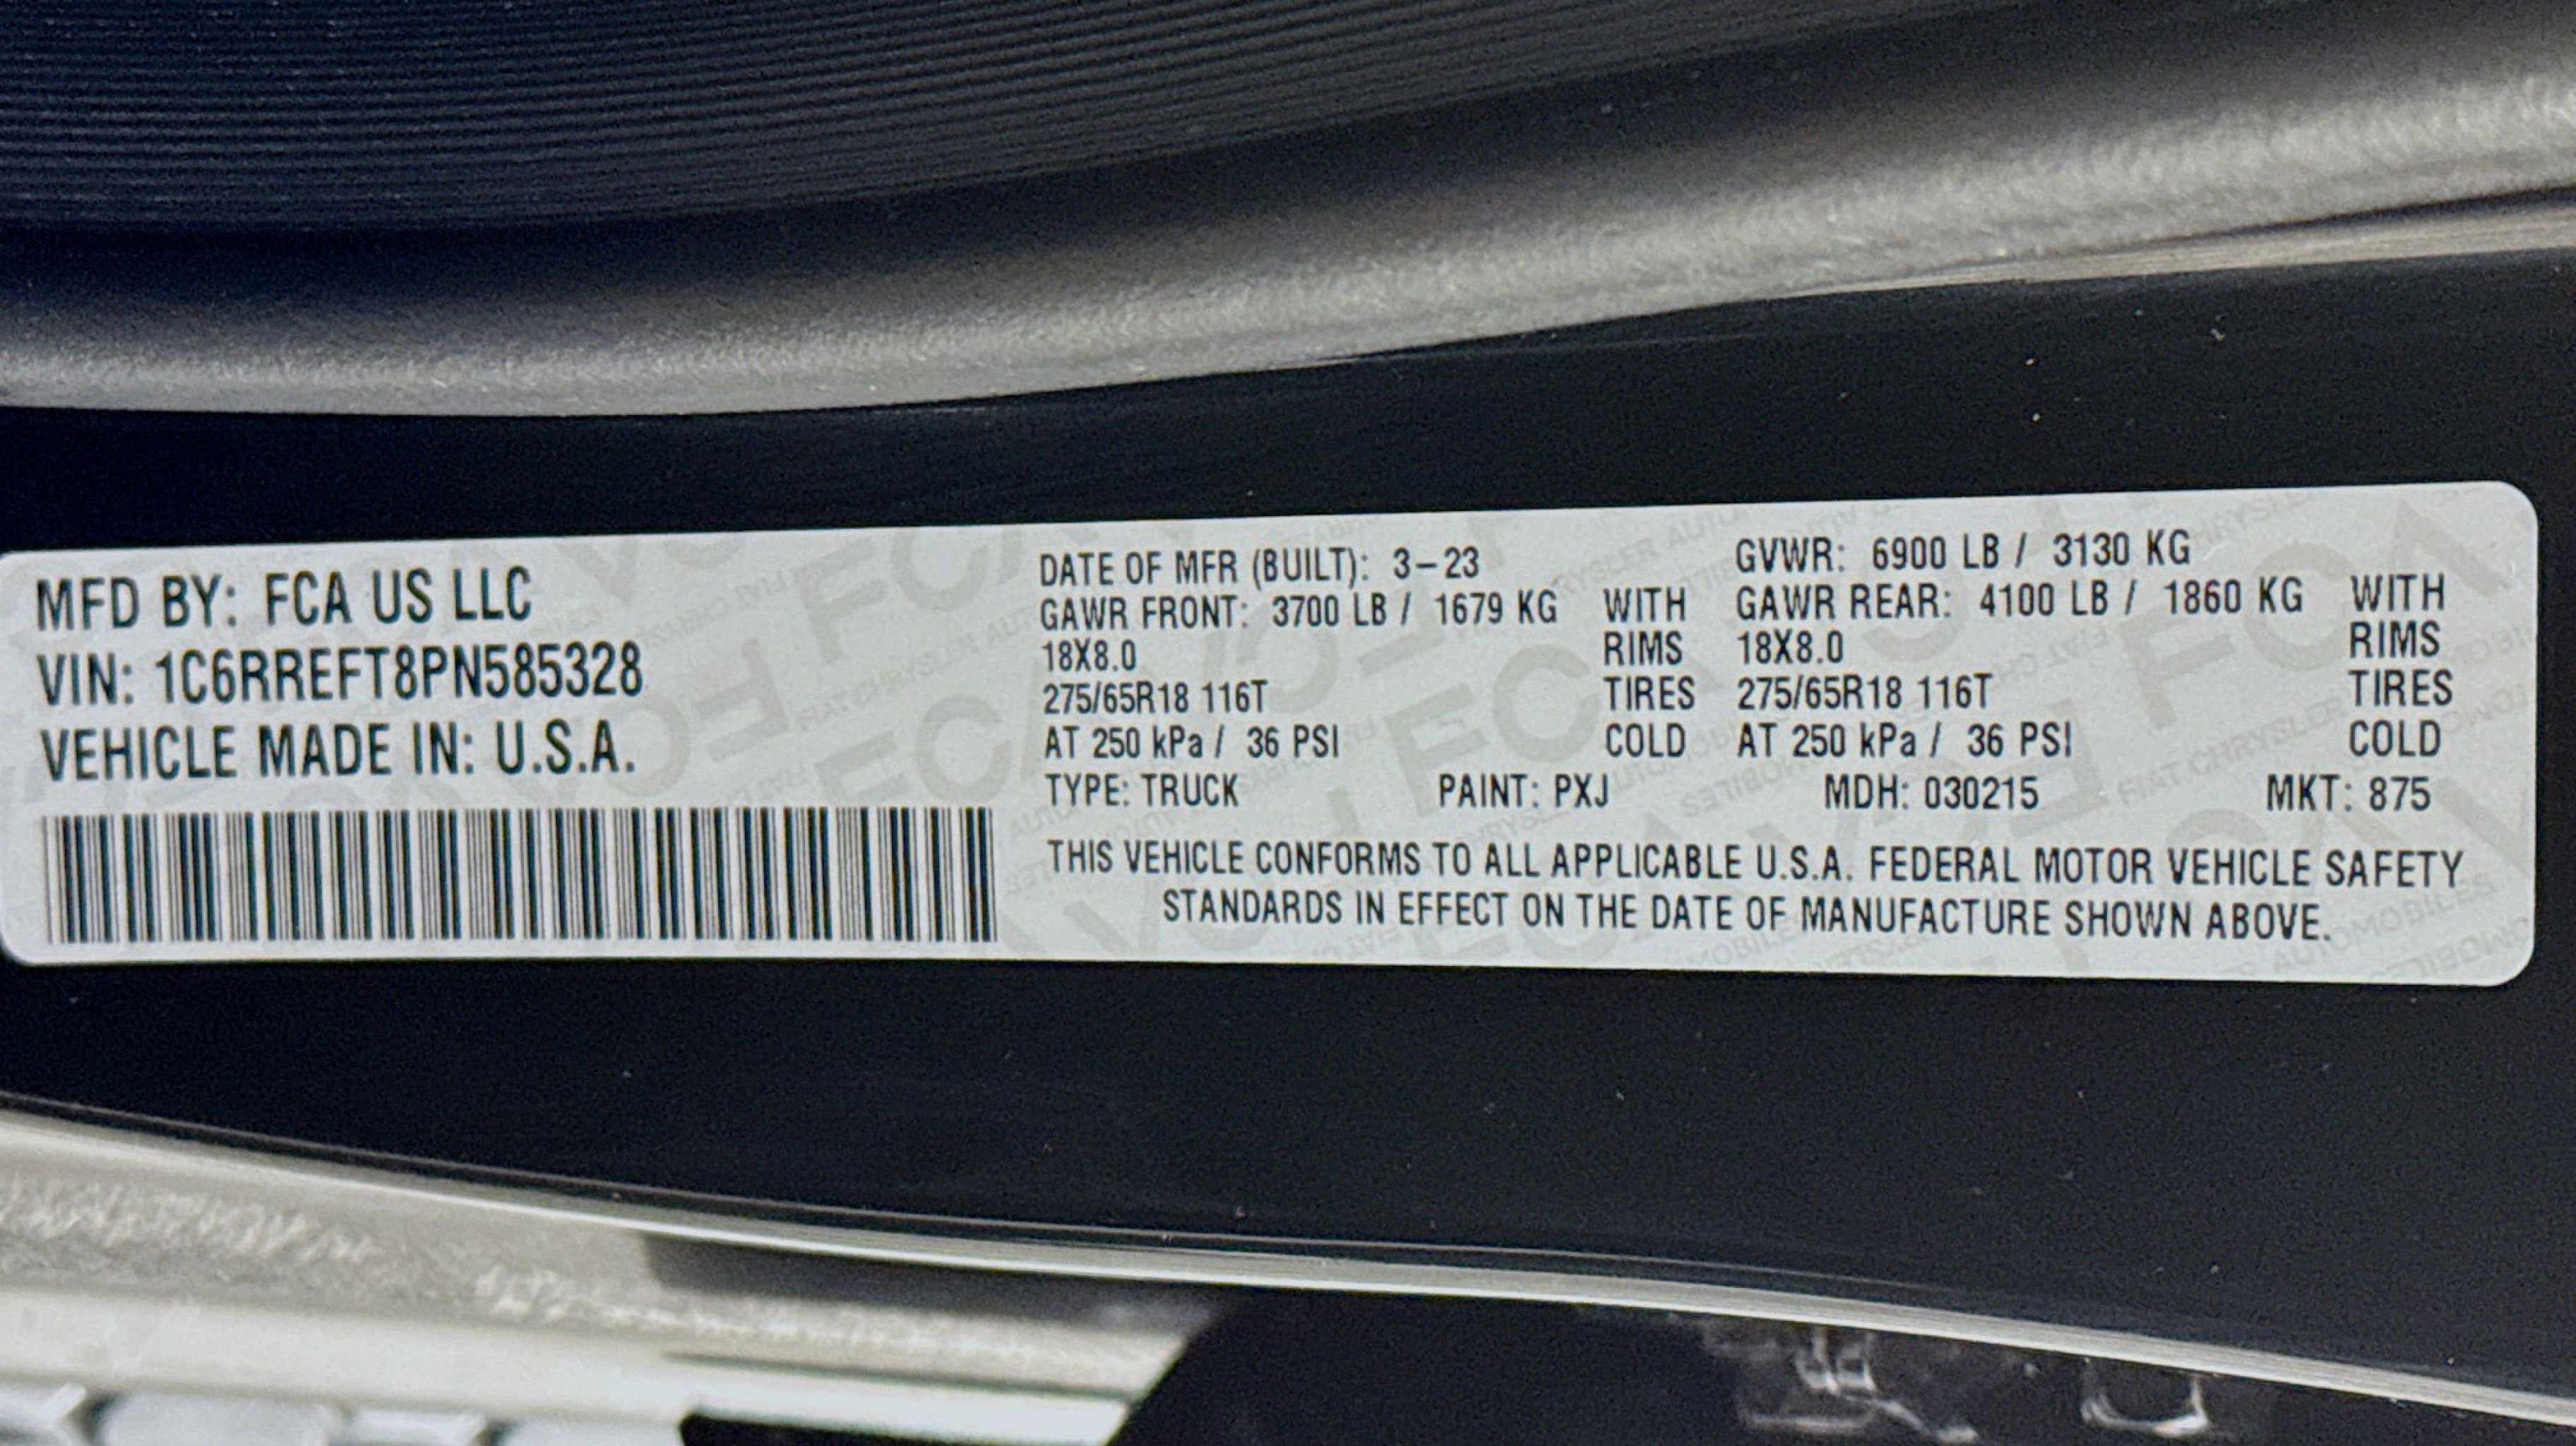 MFD BY: FCA US LLC
VIN: 1C6RREFT8PN585328
VEHICLE MADE IN: U.S.A.
DATE OF MFR (BUILT): 3-23
GAWR FRONT: 3700 LB / 1679 KG WITH
18X8.0 RIMS
275/65R18 116T TIRES
AT 250 kPa / 36 PSI COLD
GVWR: 6900 LB / 3130 KG
GAWR REAR: 4100 LB / 1860 KG WITH
18X8.0 RIMS
275/65R18 116T TIRES
AT 250 kPa / 36 PSI COLD
TYPE: TRUCK PAINT: PXJ MDH: 030215 MKT: 875
THIS VEHICLE CONFORMS TO ALL APPLICABLE U.S.A. FEDERAL MOTOR VEHICLE SAFETY
STANDARDS IN EFFECT ON THE DATE OF MANUFACTURE SHOWN ABOVE.